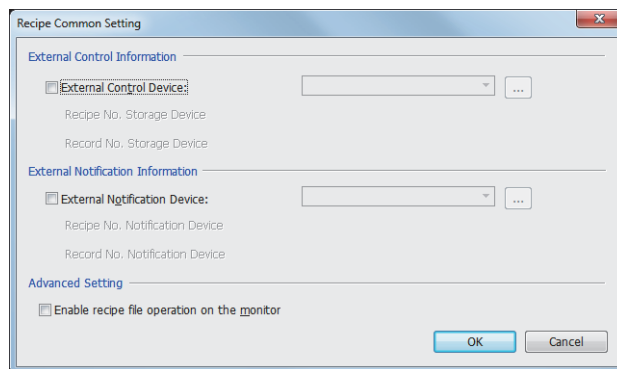 Recipe Common Setting
External Control Information
External Control Device:
...
Recipe No. Storage Device
Record No. Storage Device
External Notification Information
External Notification Device:
...
Recipe No. Notification Device
Record No. Notification Device
Advanced Setting
Enable recipe file operation on the monitor
OK
Cancel